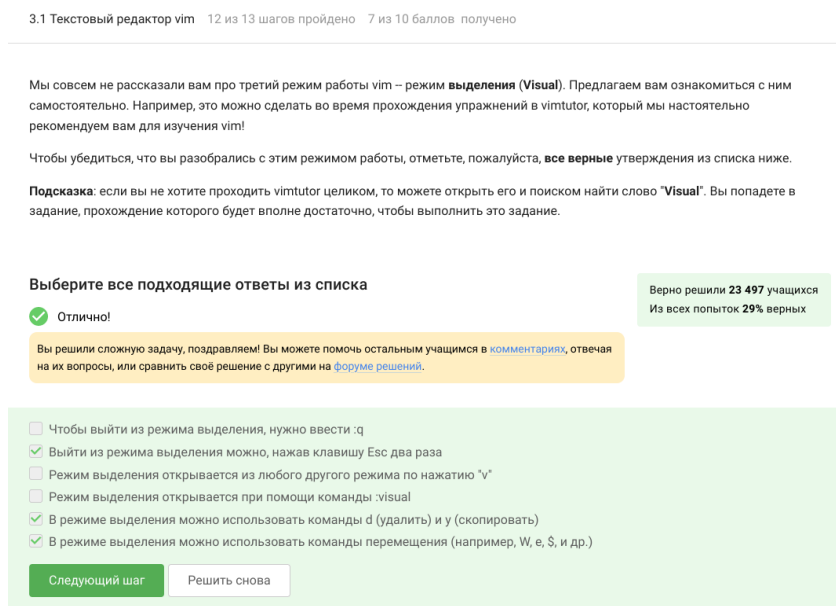 3.1 Текстовый редактор vim 12 из 13 шагов пройдено 7 из 10 баллов получено
Мы совсем не рассказали вам про третий режим работы vim -- режим выделения (Visual). Предлагаем вам ознакомиться с ним
самостоятельно. Например, это можно сделать во время прохождения упражнений в vimtutor, который мы настоятельно
рекомендуем вам для изучения vim!
Чтобы убедиться, что вы разобрались с этим режимом работы, отметьте, пожалуйста, все верные утверждения из списка ниже.
Подсказка: если вы не хотите проходить vimtutor целиком, то можете открыть его и поиском найти слово "Visual". Вы попадете в
задание, прохождение которого будет вполне достаточно, чтобы выполнить это задание.
Выберите все подходящие ответы из списка
Верно решили 23 497 учащихся
Из всех попыток 29% верных
Отлично!
Вы решили сложную задачу, поздравляем! Вы можете помочь остальным учащимся в комментариях, отвечая
на их вопросы, или сравнить своё решение с другими на форуме решений.
Чтобы выйти из режима выделения, нужно ввести :q
Выйти из режима выделения можно, нажав клавишу Esc два раза
Режим выделения открывается из любого другого режима по нажатию "v"
Режим выделения открывается при помощи команды :visual
В режиме выделения можно использовать команды d (удалить) и y (скопировать)
В режиме выделения можно использовать команды перемещения (например, W, e, $, и др.)
Следующий шаг
Решить снова